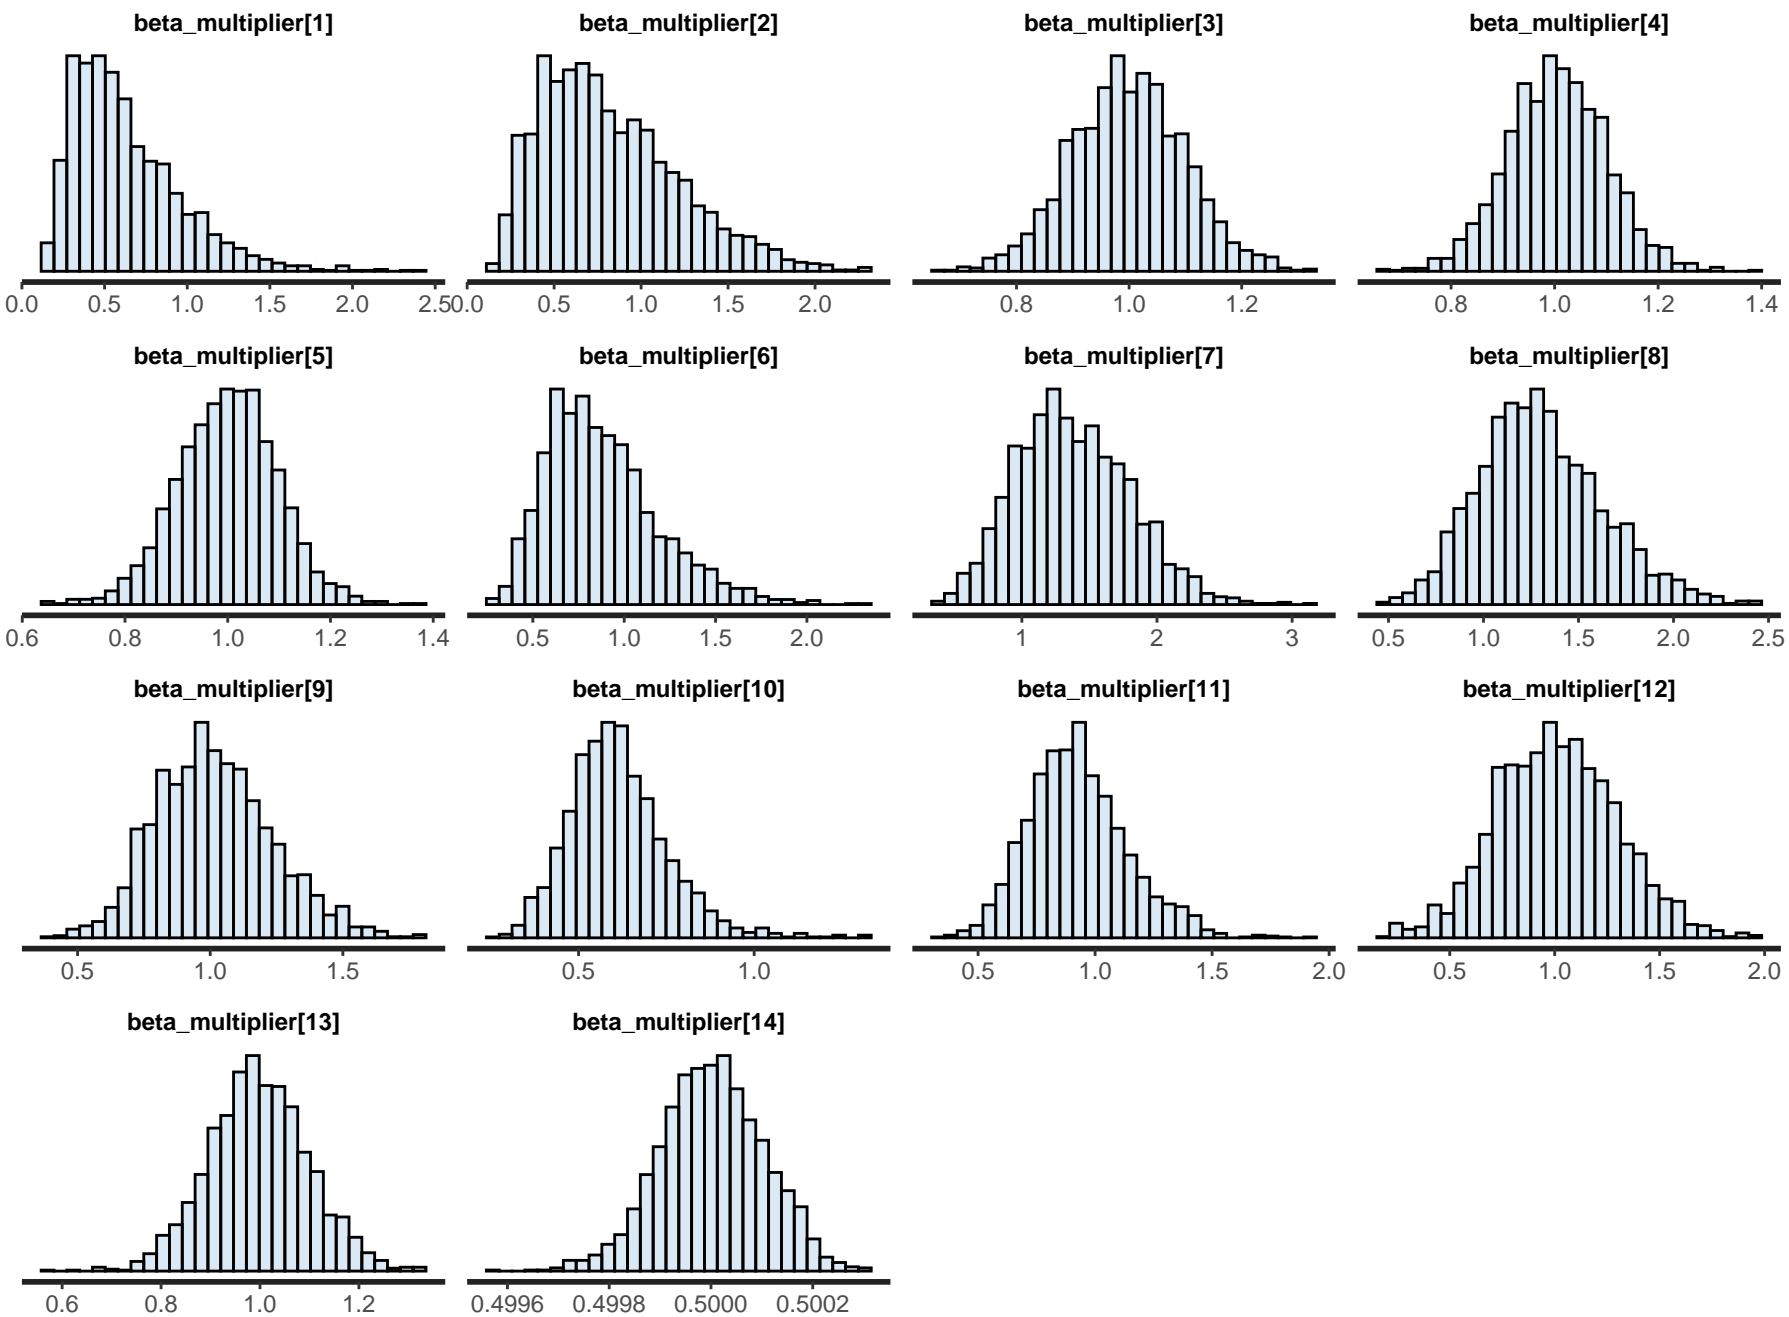 beta_multiplier[1] beta_multiplier[2] beta_multiplier[3] beta_multiplier[4]
0.0 0.5 1.0 1.5 2.0 2.5 0.0 0.5 1.0 1.5 2.0 0.8 1.0 1.2 0.8 1.0 1.2 1.4
beta_multiplier[5] beta_multiplier[6] beta_multiplier[7] beta_multiplier[8]
0.6 0.8 1.0 1.2 1.4 0.5 1.0 1.5 2.0 1 2 3 0.5 1.0 1.5 2.0 2.5
beta_multiplier[9] beta_multiplier[10] beta_multiplier[11] beta_multiplier[12]
0.5 1.0 1.5 0.5 1.0 0.5 1.0 1.5 2.0 0.5 1.0 1.5 2.0
beta_multiplier[13] beta_multiplier[14]
0.6 0.8 1.0 1.2 0.4996 0.4998 0.5000 0.5002